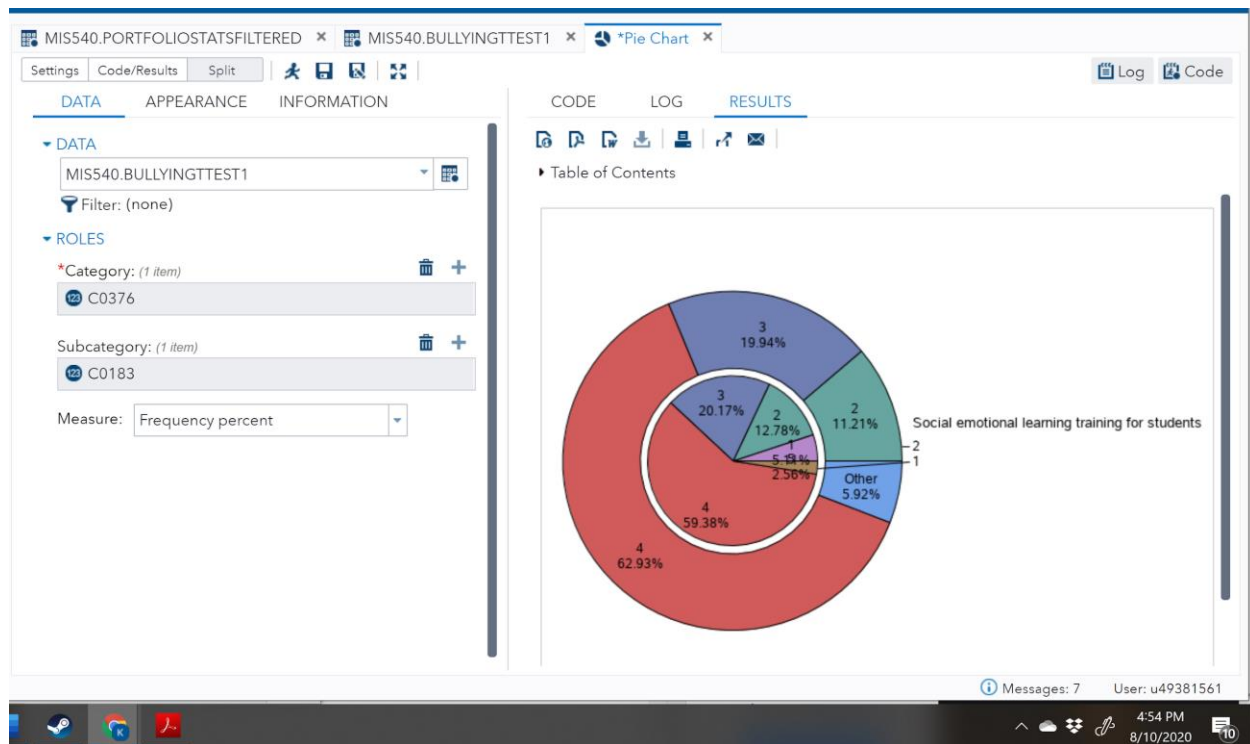 MIS540.PORTFOLIOSTATSFILTERED × MIS540.BULLYINGTTEST1 × *Pie Chart ×
Settings Code/Results Split Log Code
DATA APPEARANCE INFORMATION
DATA
MIS540.BULLYINGTTEST1
Filter: (none)
ROLES
*Category: (1 item)
123 C0376
Subcategory: (1 item)
123 C0183
Measure: Frequency percent
CODE LOG RESULTS
Table of Contents
3
19.94%
3
20.17%
2
12.78%
2
11.21%
Social emotional learning training for students
2
1
1
2.56%
Other
5.92%
4
59.38%
4
62.93%
Messages: 7 User: u49381561
4:54 PM
8/10/2020
10